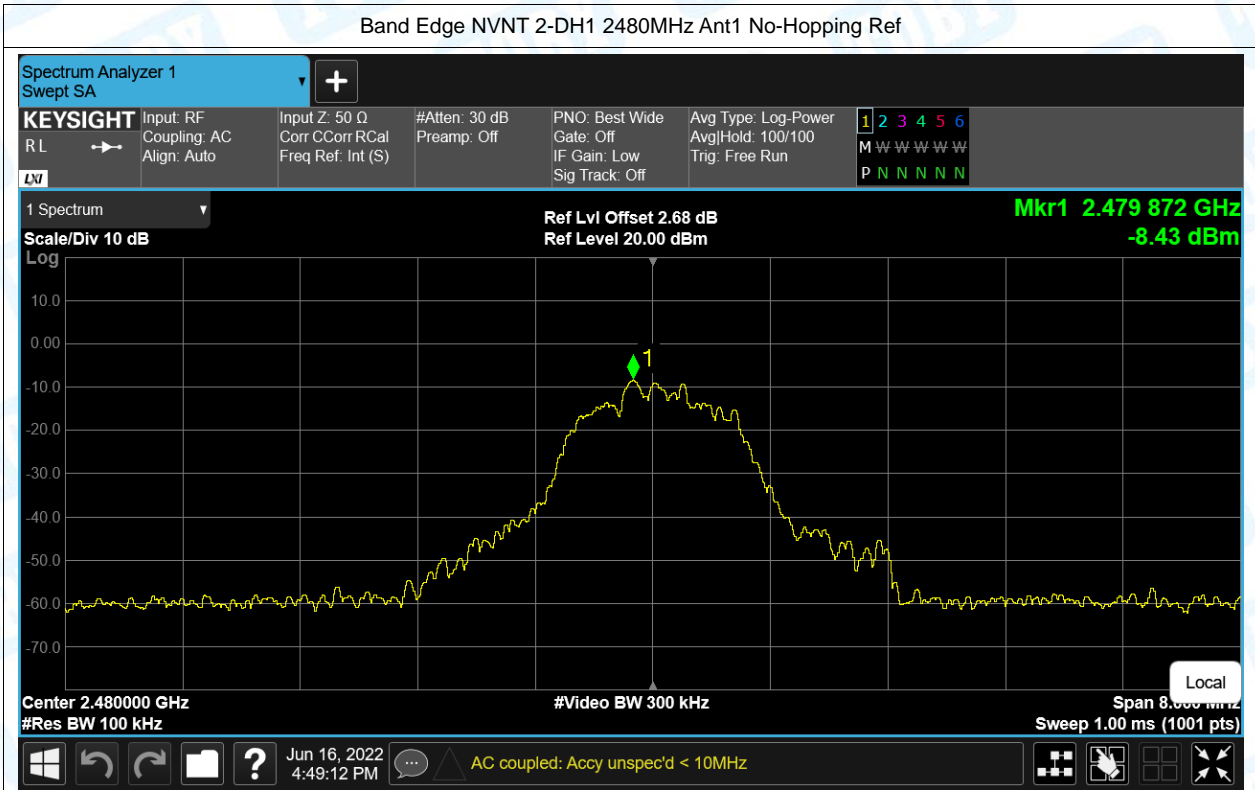 Band Edge NVNT 2-DH1 2480MHz Ant1 No-Hopping Ref
Spectrum Analyzer 1
Swept SA
KEYSIGHT
R L
LXI
Input: RF
Coupling: AC
Align: Auto
Input Z: 50 Ω
Corr CCorr RCal
Freq Ref: Int (S)
#Atten: 30 dB
Preamp: Off
PNO: Best Wide
Gate: Off
IF Gain: Low
Sig Track: Off
Avg Type: Log-Power
Avg|Hold: 100/100
Trig: Free Run
1 2 3 4 5 6
M W W W W W
P N N N N N
1 Spectrum
Scale/Div 10 dB
Ref Lvl Offset 2.68 dB
Ref Level 20.00 dBm
Mkr1 2.479 872 GHz
-8.43 dBm
Log
10.0
0.00
-10.0
-20.0
-30.0
-40.0
-50.0
-60.0
-70.0
1
Local
Center 2.480000 GHz
#Video BW 300 kHz
Span 8.000 MHz
#Res BW 100 kHz
Sweep 1.00 ms (1001 pts)
?
Jun 16, 2022
4:49:12 PM
AC coupled: Accy unspec'd < 10MHz